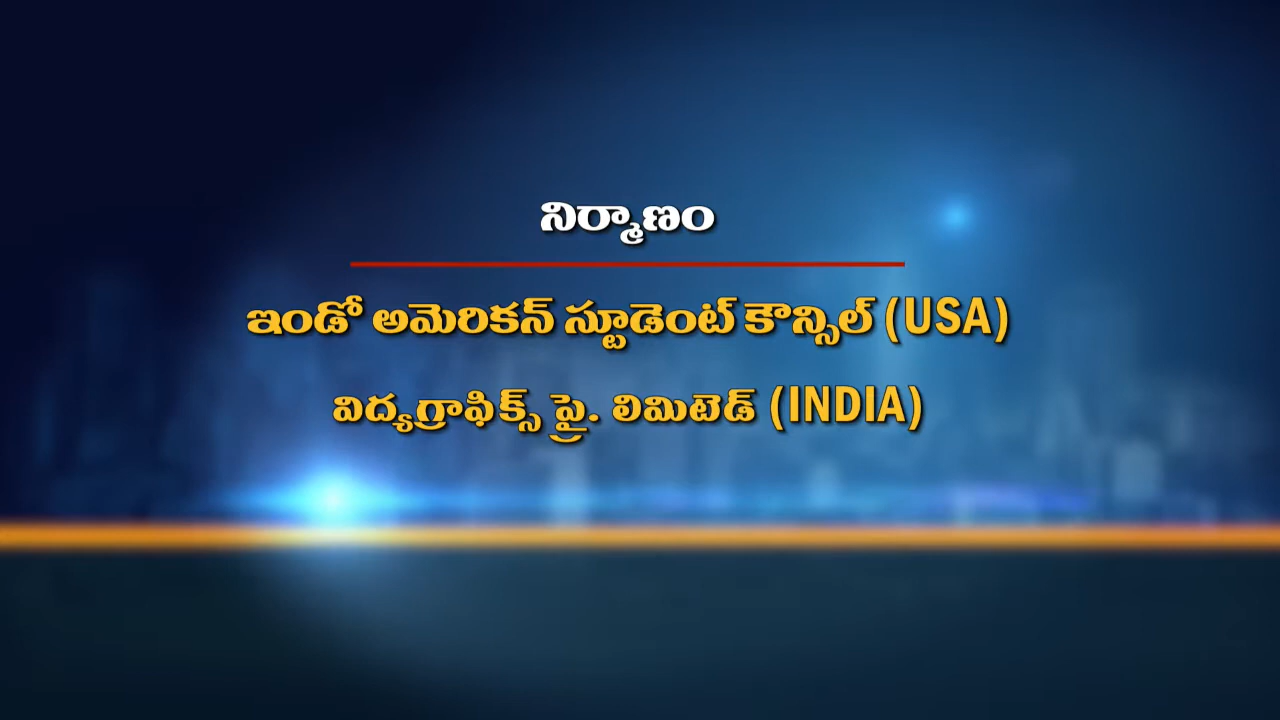 నిర్మాణం
ఇండో అమెరికన్ స్టూడెంట్ కౌన్సిల్ (USA)
విద్యగ్రాఫిక్స్ ప్రై. లిమిటెడ్ (INDIA)